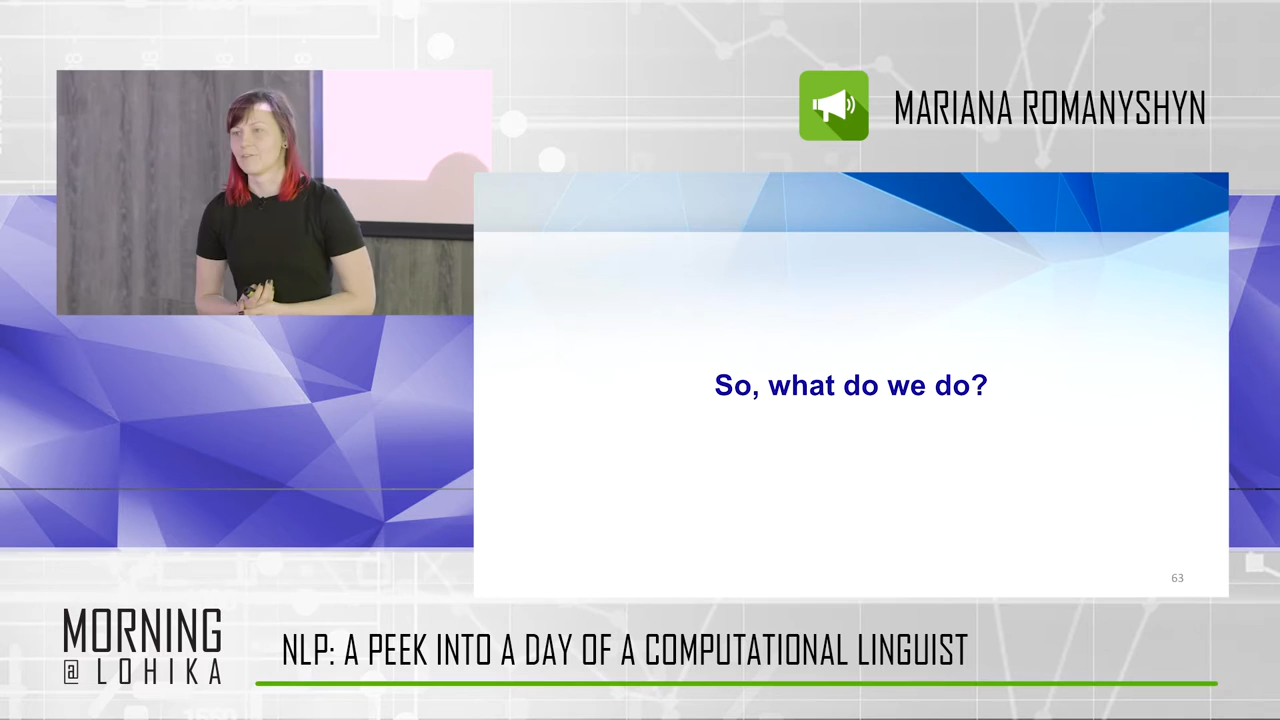 MARIANA ROMANYSHYN
So, what do we do?
63
MORNING
@ LOHIKA
NLP: A PEEK INTO A DAY OF A COMPUTATIONAL LINGUIST